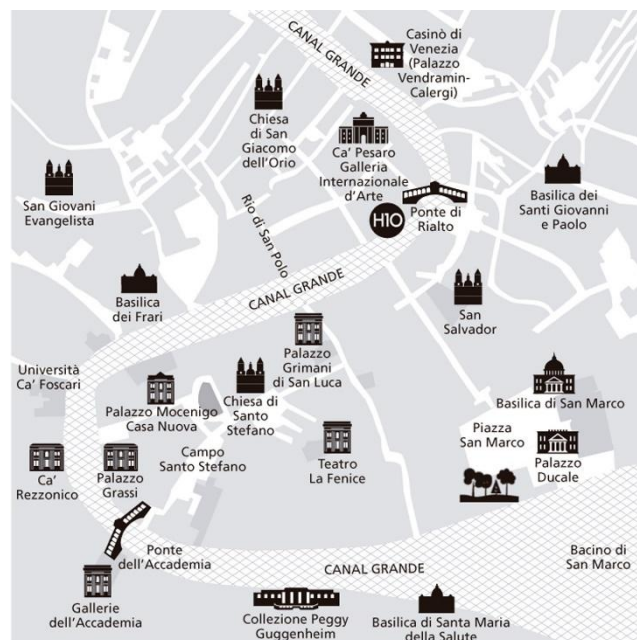 CANAL GRANDE
Casinò di
Venezia
(Palazzo
Vendramin-
Calergi)
Chiesa
di San
Giacomo
dell'Orio
Ca' Pesaro
Galleria
Internazionale
d'Arte
San Giovani
Evangelista
H10
Ponte di
Rialto
Basilica dei
Santi Giovanni
e Paolo
Rio di San Polo
CANAL GRANDE
Basilica
dei Frari
San
Salvador
Palazzo
Grimani
di San Luca
Università
Ca' Foscari
Palazzo Mocenigo
Casa Nuova
Chiesa di
Santo
Stefano
Basilica di San Marco
Piazza
San Marco
Palazzo
Ducale
Campo
Santo Stefano
Teatro
La Fenice
Ca'
Rezzonico
Palazzo
Grassi
Ponte
dell'Accademia
Bacino di
San Marco
CANAL GRANDE
Gallerie
dell'Accademia
Collezione Peggy
Guggenheim
Basilica di Santa Maria
della Salute